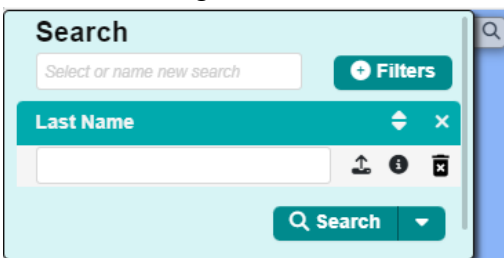 Search
Select or name new search
Filters
Last Name
Search